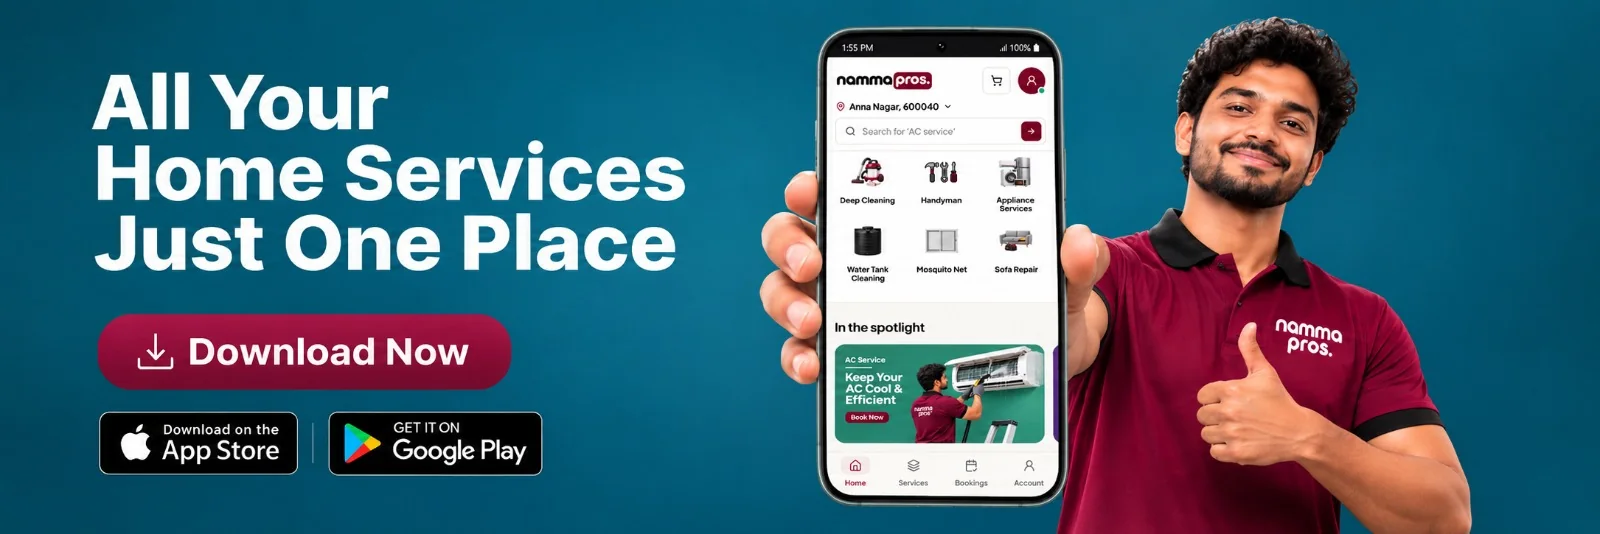 All Your
Home Services
Just One Place
Download Now
Download on the
App Store
GET IT ON
Google Play
1:55 PM
100%
nammapros.
Anna Nagar, 600040
Search for 'AC service'
Deep Cleaning
Handyman
Appliance
Services
Water Tank
Cleaning
Mosquito Net
Sofa Repair
In the spotlight
AC Service
Keep Your
AC Cool &
Efficient
Book Now
namma
pros.
Home
Services
Bookings
Account
namma
pros.